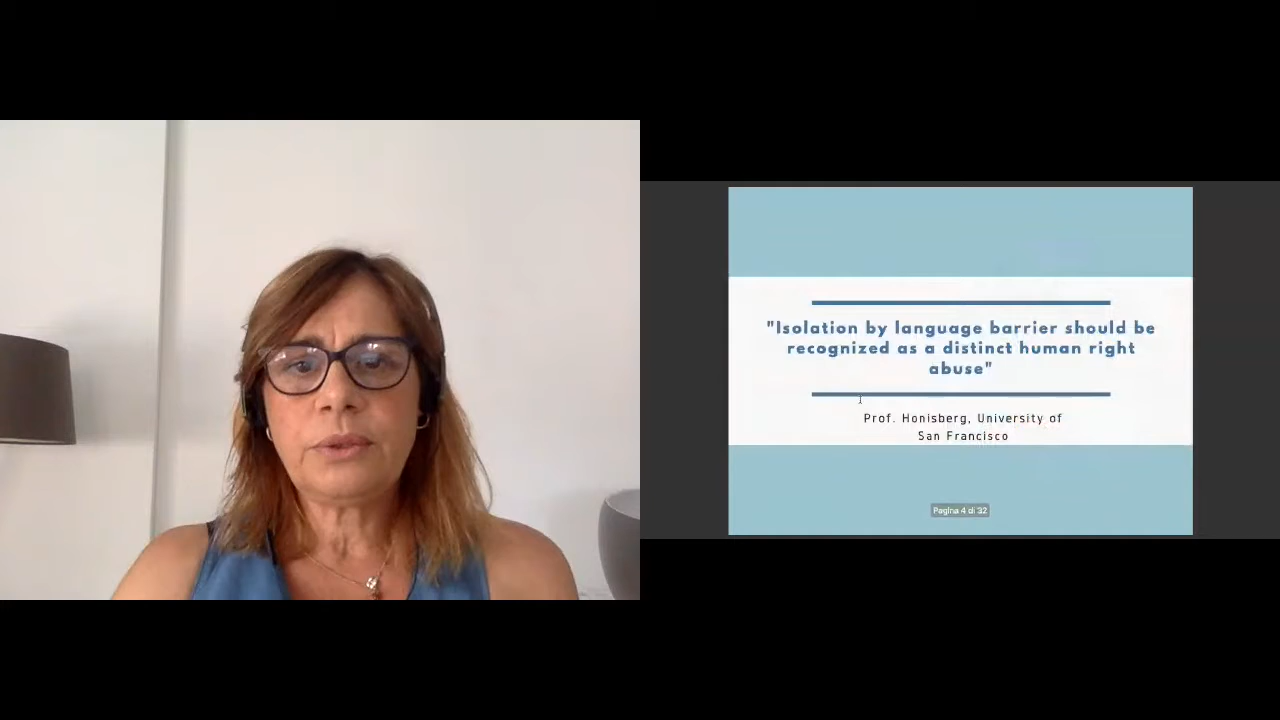 "Isolation by language barrier should be
recognized as a distinct human right
abuse"
Prof. Honisberg, University of
San Francisco
Pagina 4 di 32